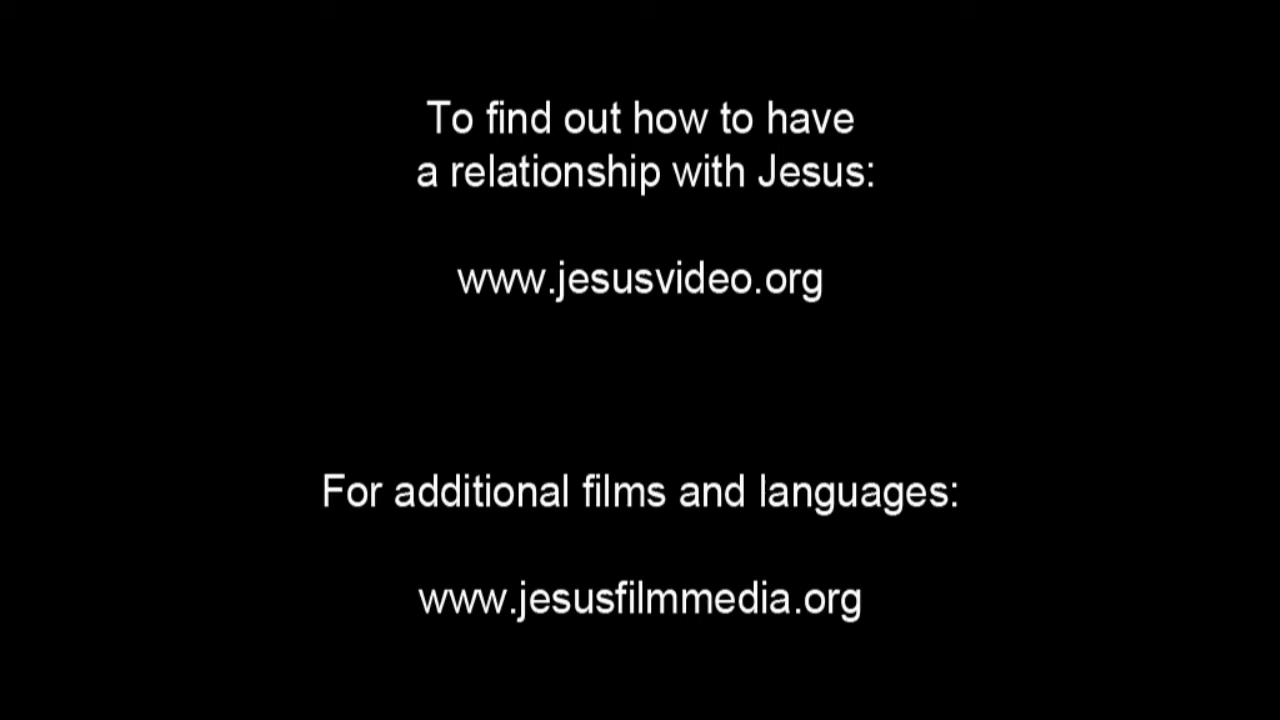 To find out how to have
a relationship with Jesus:
www.jesusvideo.org
For additional films and languages:
www.jesusfilmmedia.org